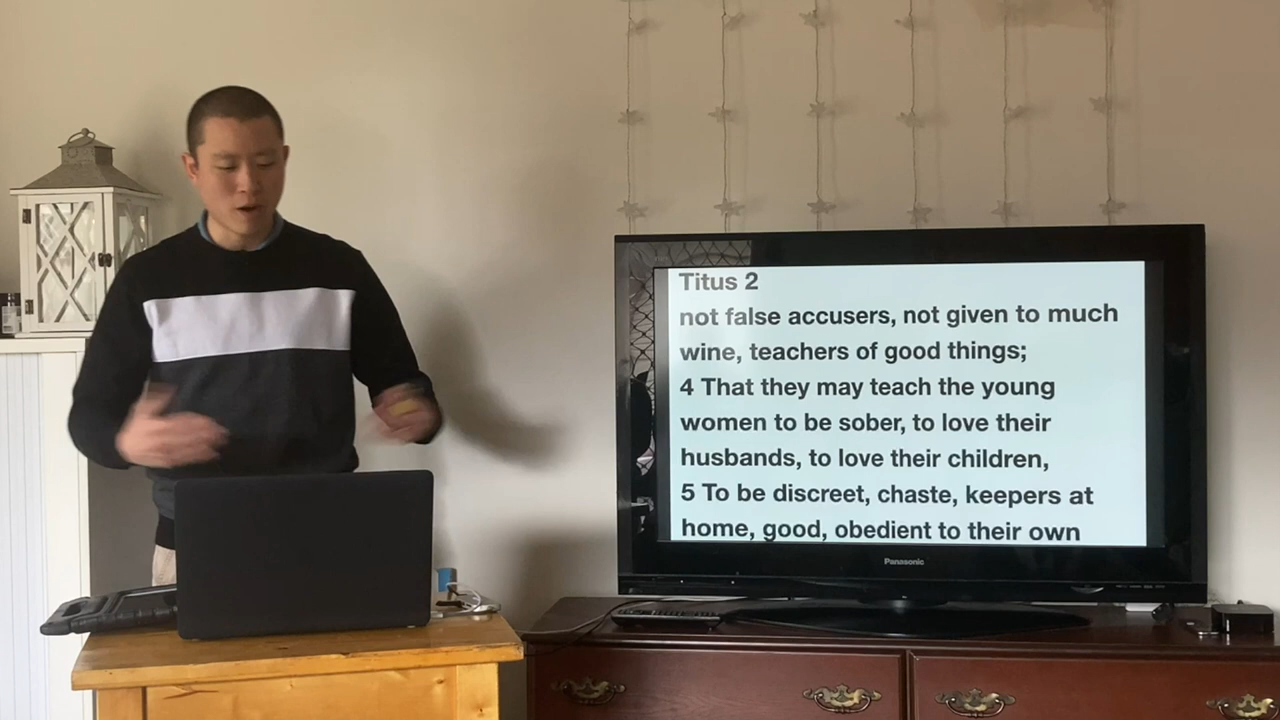 Titus 2
not false accusers, not given to much
wine, teachers of good things;
4 That they may teach the young
women to be sober, to love their
husbands, to love their children,
5 To be discreet, chaste, keepers at
home, good, obedient to their own
Panasonic